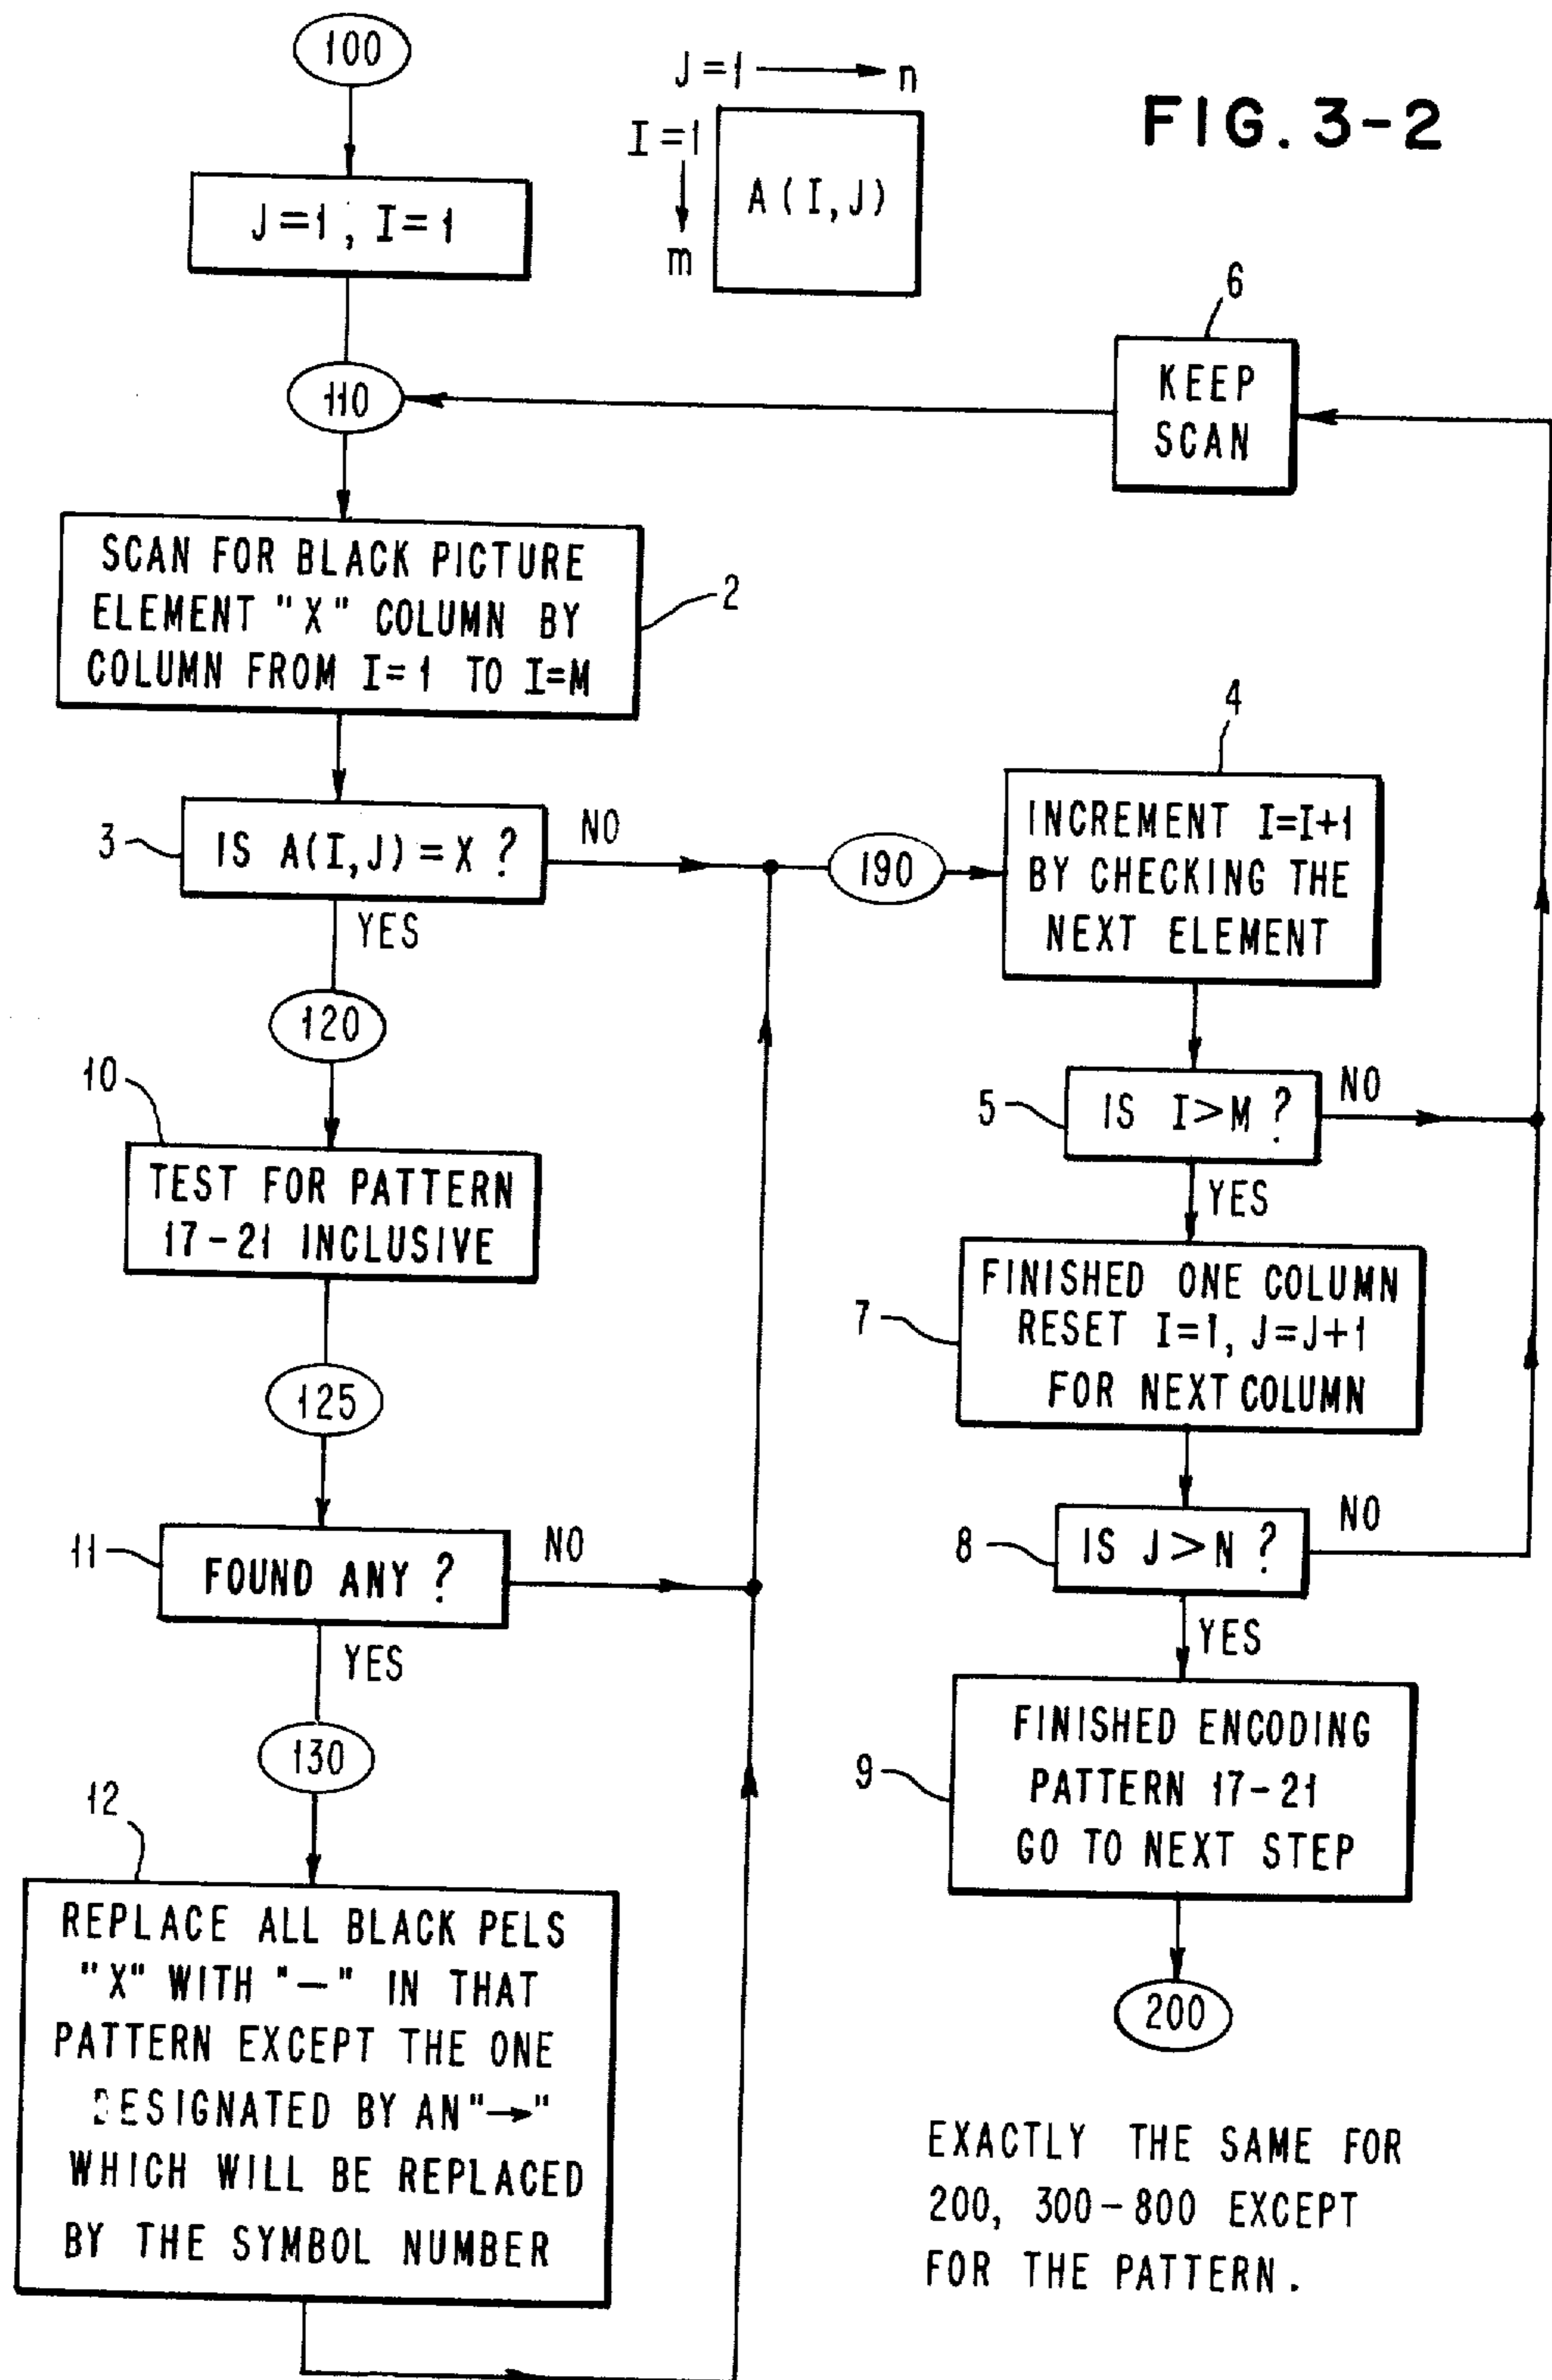 FIG. 3-2
100
J=1 → n
I=1
↓
m
A(I,J)
J=1, I=1
110
6
KEEP
SCAN
SCAN FOR BLACK PICTURE
ELEMENT "X" COLUMN BY
COLUMN FROM I=1 TO I=M
2
3
IS A(I,J)=X ?
NO
YES
190
4
INCREMENT I=I+1
BY CHECKING THE
NEXT ELEMENT
120
10
TEST FOR PATTERN
17-21 INCLUSIVE
5
IS I>M ?
NO
YES
125
7
FINISHED ONE COLUMN
RESET I=1, J=J+1
FOR NEXT COLUMN
11
FOUND ANY ?
NO
YES
8
IS J>N ?
NO
YES
130
9
FINISHED ENCODING
PATTERN 17-21
GO TO NEXT STEP
200
12
REPLACE ALL BLACK PELS
"X" WITH "—" IN THAT
PATTERN EXCEPT THE ONE
DESIGNATED BY AN "→"
WHICH WILL BE REPLACED
BY THE SYMBOL NUMBER
EXACTLY THE SAME FOR
200, 300-800 EXCEPT
FOR THE PATTERN.